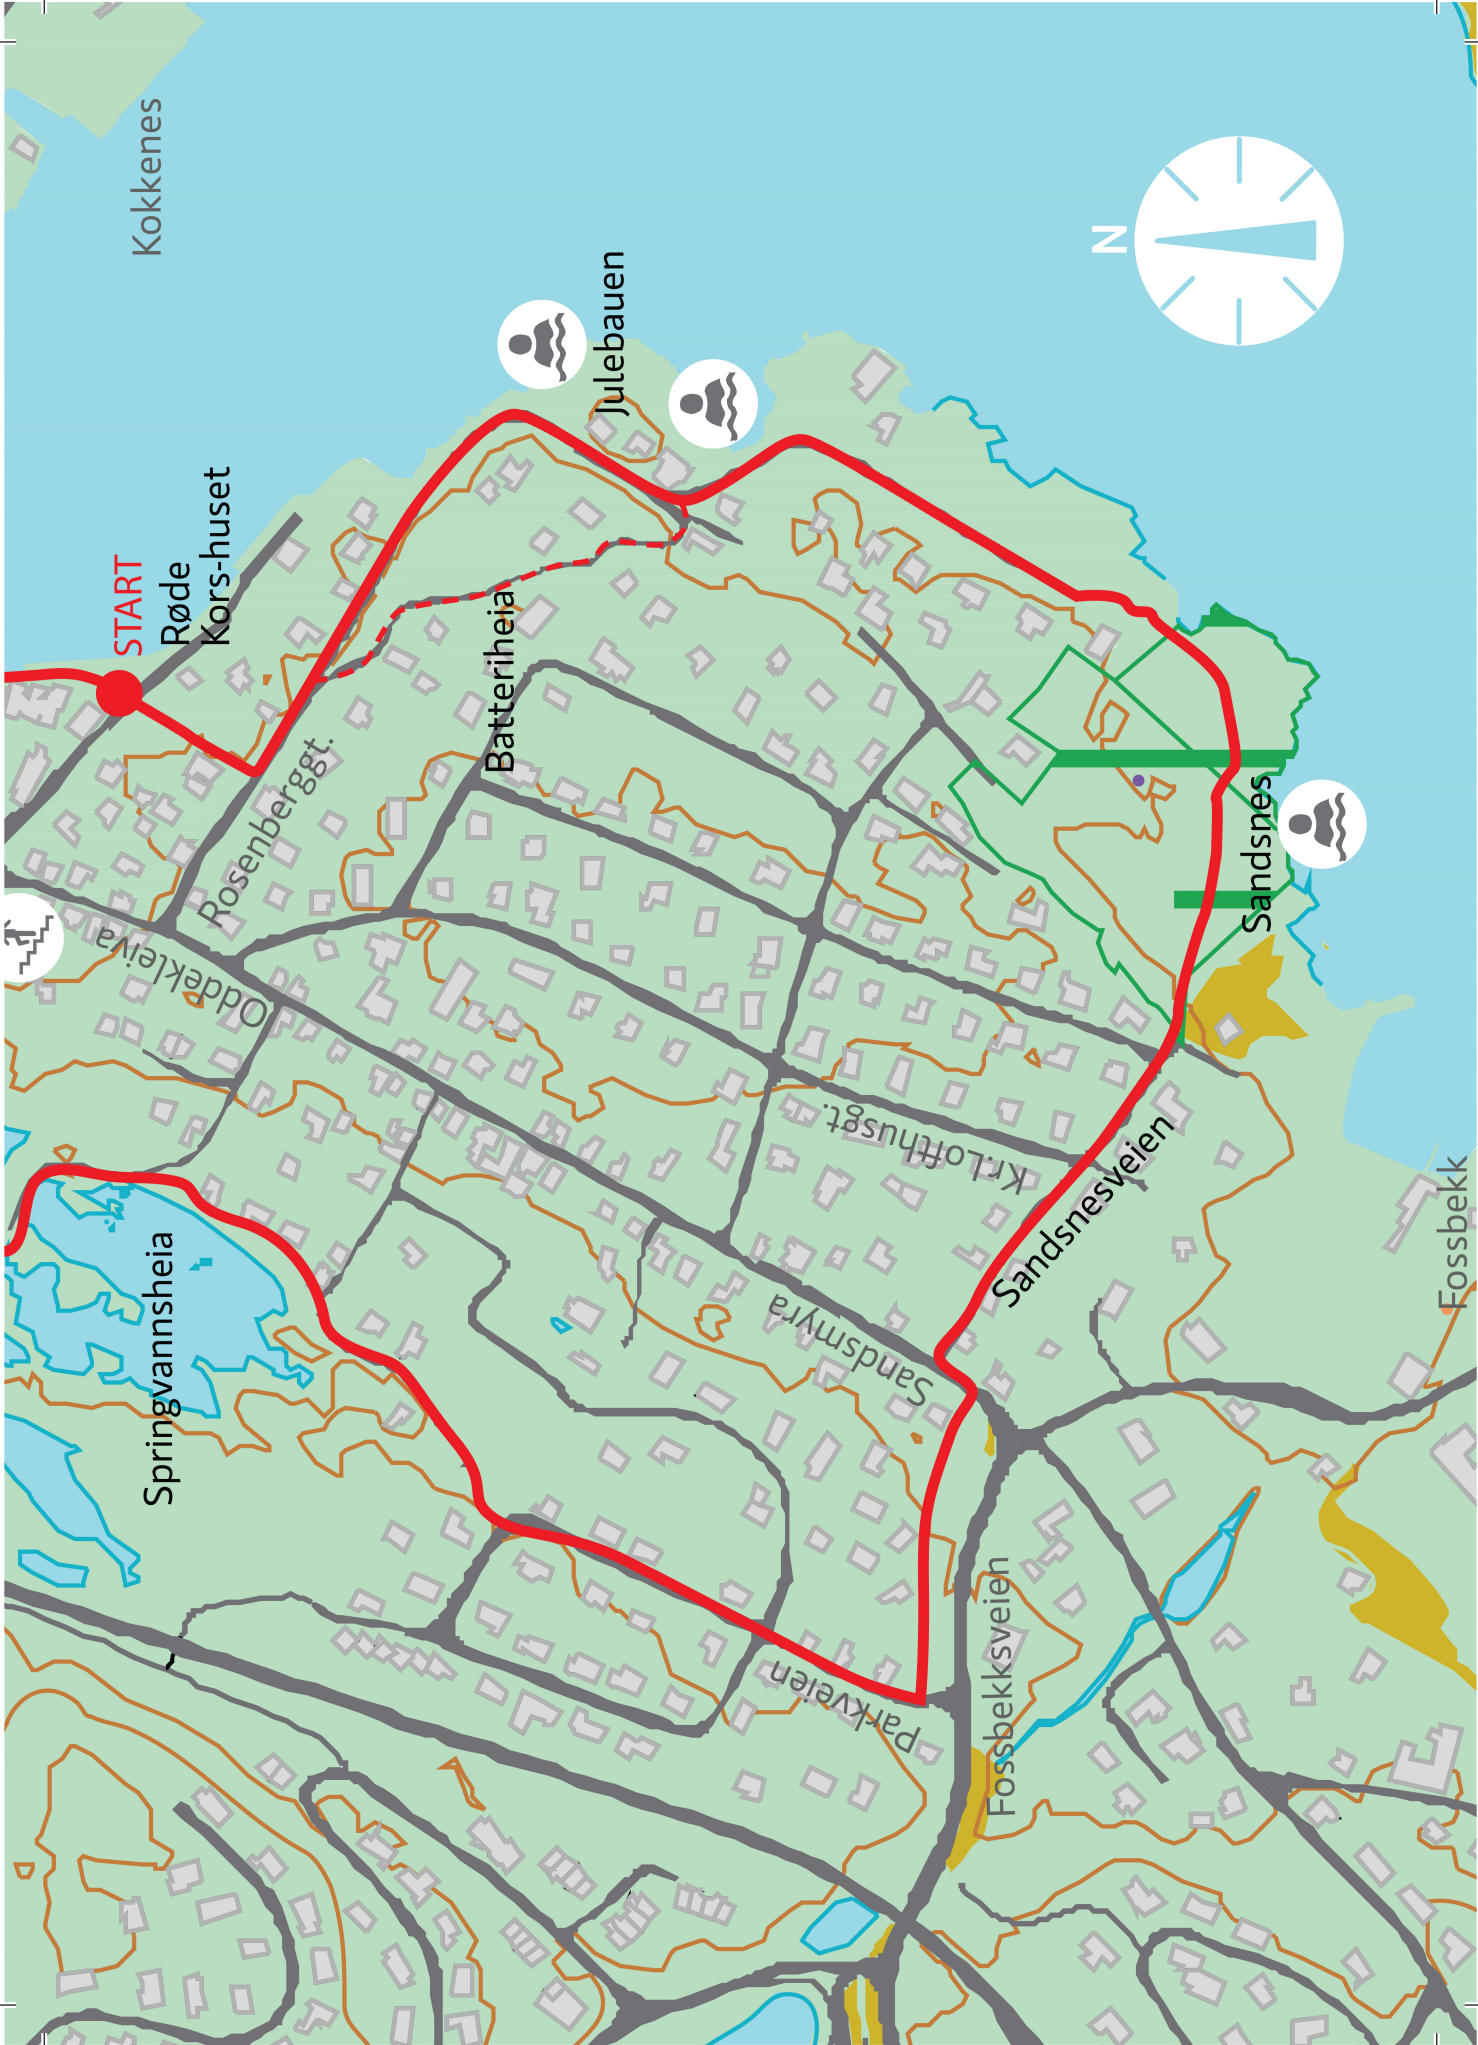 Kokkenes
START
Røde
Kors-huset
N
Julebauen
Batteriheia
Rosenberggt.
Oddekleiva
Sandsnes
Kr.Lofthusgt.
Sandsnesveien
Springvannsheia
Sandsmyra
Fossbekk
Parkveien
Fossbekksveien